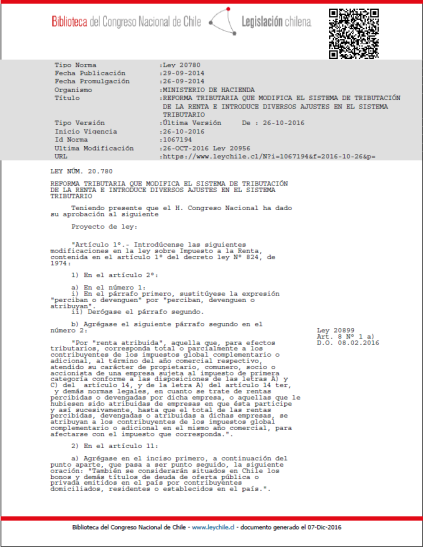 Biblioteca del Congreso Nacional de Chile
Legislación chilena
Tipo Norma :Ley 20780
Fecha Publicación :29-09-2014
Fecha Promulgación :26-09-2014
Organismo :MINISTERIO DE HACIENDA
Título :REFORMA TRIBUTARIA QUE MODIFICA EL SISTEMA DE TRIBUTACIÓN
DE LA RENTA E INTRODUCE DIVERSOS AJUSTES EN EL SISTEMA
TRIBUTARIO
Tipo Versión :Última Versión De : 26-10-2016
Inicio Vigencia :26-10-2016
Id Norma :1067194
Ultima Modificación :26-OCT-2016 Ley 20956
URL :https://www.leychile.cl/N?i=1067194&f=2016-10-26&p=
LEY NÚM. 20.780
REFORMA TRIBUTARIA QUE MODIFICA EL SISTEMA DE TRIBUTACIÓN
DE LA RENTA E INTRODUCE DIVERSOS AJUSTES EN EL SISTEMA
TRIBUTARIO
Teniendo presente que el H. Congreso Nacional ha dado
su aprobación al siguiente
Proyecto de ley:
"Artículo 1º.- Introdúcense las siguientes
modificaciones en la ley sobre Impuesto a la Renta,
contenida en el artículo 1º del decreto ley Nº 824, de
1974:
1) En el artículo 2º:
a) En el número 1:
i) En el párrafo primero, sustitúyese la expresión
"perciban o devenguen" por "perciban, devenguen o
atribuyan".
ii) Derógase el párrafo segundo.
b) Agrégase el siguiente párrafo segundo en el
número 2:
Ley 20899
Art. 8 Nº 1 a)
D.O. 08.02.2016
"Por "renta atribuida", aquella que, para efectos
tributarios, corresponda total o parcialmente a los
contribuyentes de los impuestos global complementario o
adicional, al término del año comercial respectivo,
atendido su carácter de propietario, comunero, socio o
accionista de una empresa sujeta al impuesto de primera
categoría conforme a las disposiciones de las letras A) y
C) del artículo 14, y de la letra A) del artículo 14 ter,
y demás normas legales, en cuanto se trate de rentas
percibidas o devengadas por dicha empresa, o aquellas que le
hubiesen sido atribuidas de empresas en que ésta participe
y así sucesivamente, hasta que el total de las rentas
percibidas, devengadas o atribuidas a dichas empresas, se
atribuyan a los contribuyentes de los impuestos global
complementario o adicional en el mismo año comercial, para
afectarse con el impuesto que corresponda.".
2) En el artículo 11:
a) Agrégase en el inciso primero, a continuación del
punto aparte, que pasa a ser punto seguido, la siguiente
oración: "También se considerarán situados en Chile los
bonos y demás títulos de deuda de oferta pública o
privada emitidos en el país por contribuyentes
domiciliados, residentes o establecidos en el país.".
Biblioteca del Congreso Nacional de Chile - www.leychile.cl - documento generado el 07-Dic-2016